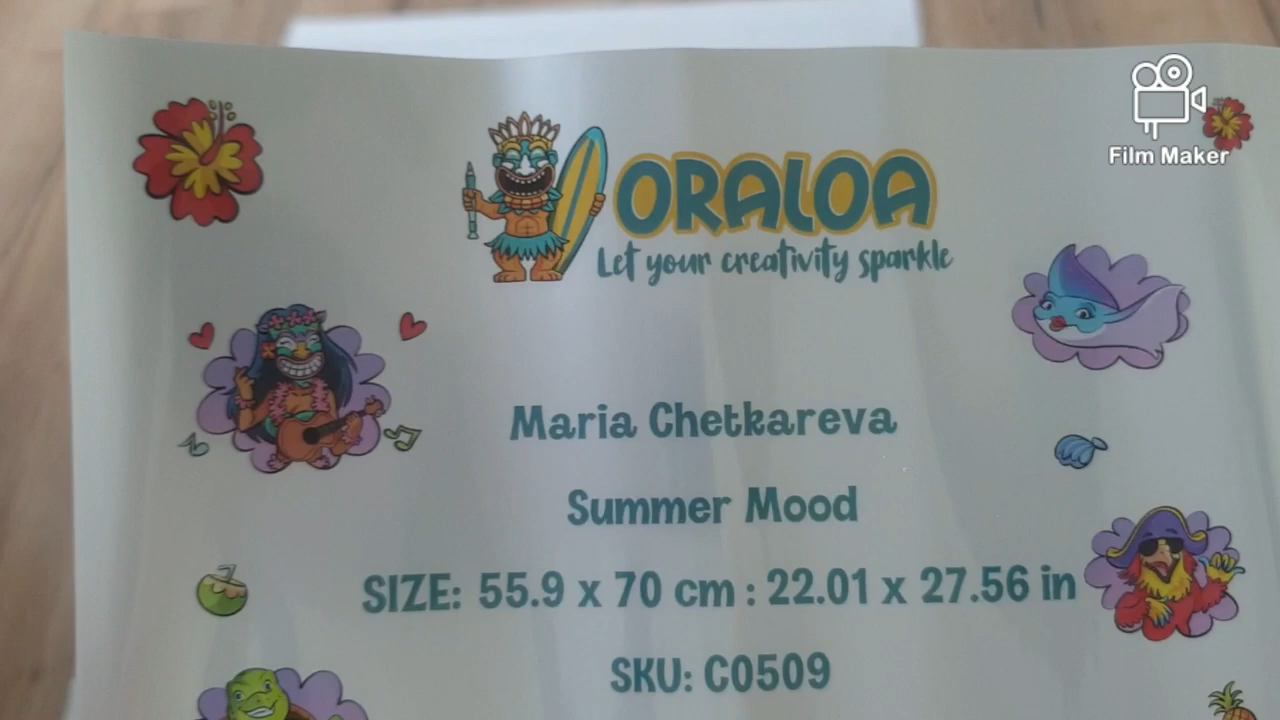 Film Maker
ORALOA
Let your creativity sparkle
Maria Chetkareva
Summer Mood
SIZE: 55.9 x 70 cm : 22.01 x 27.56 in
SKU: C0509